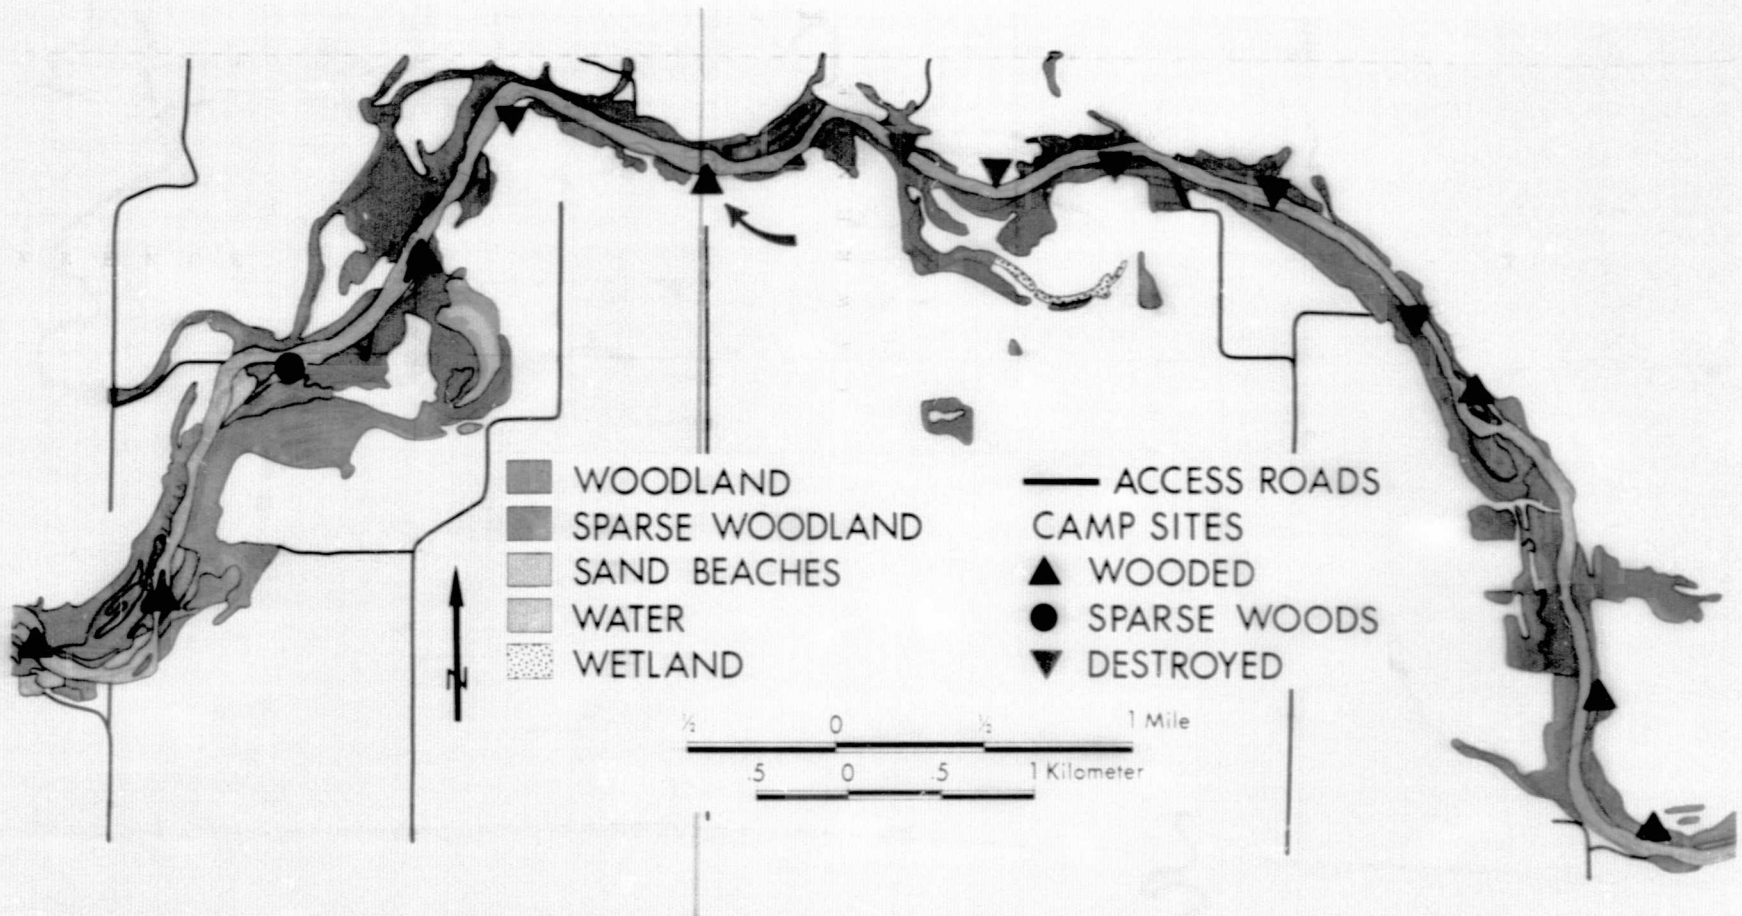 WOODLAND
SPARSE WOODLAND
SAND BEACHES
WATER
WETLAND
ACCESS ROADS
CAMP SITES
WOODED
SPARSE WOODS
DESTROYED
N
½ 0 ½ 1 Mile
.5 0 .5 1 Kilometer